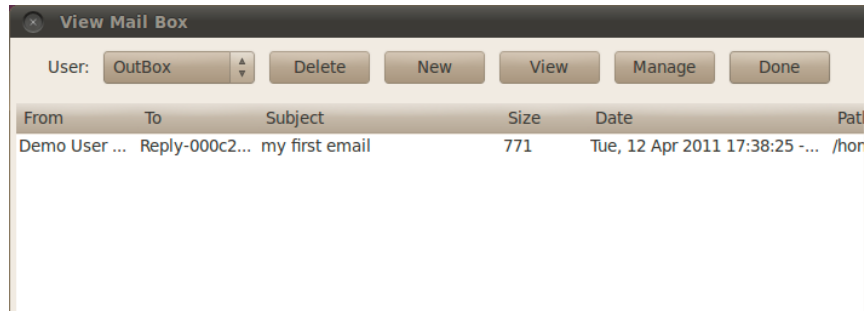 View Mail Box
User: OutBox Delete New View Manage Done
From To Subject Size Date Path
Demo User ... Reply-000c2... my first email 771 Tue, 12 Apr 2011 17:38:25 -... /hom